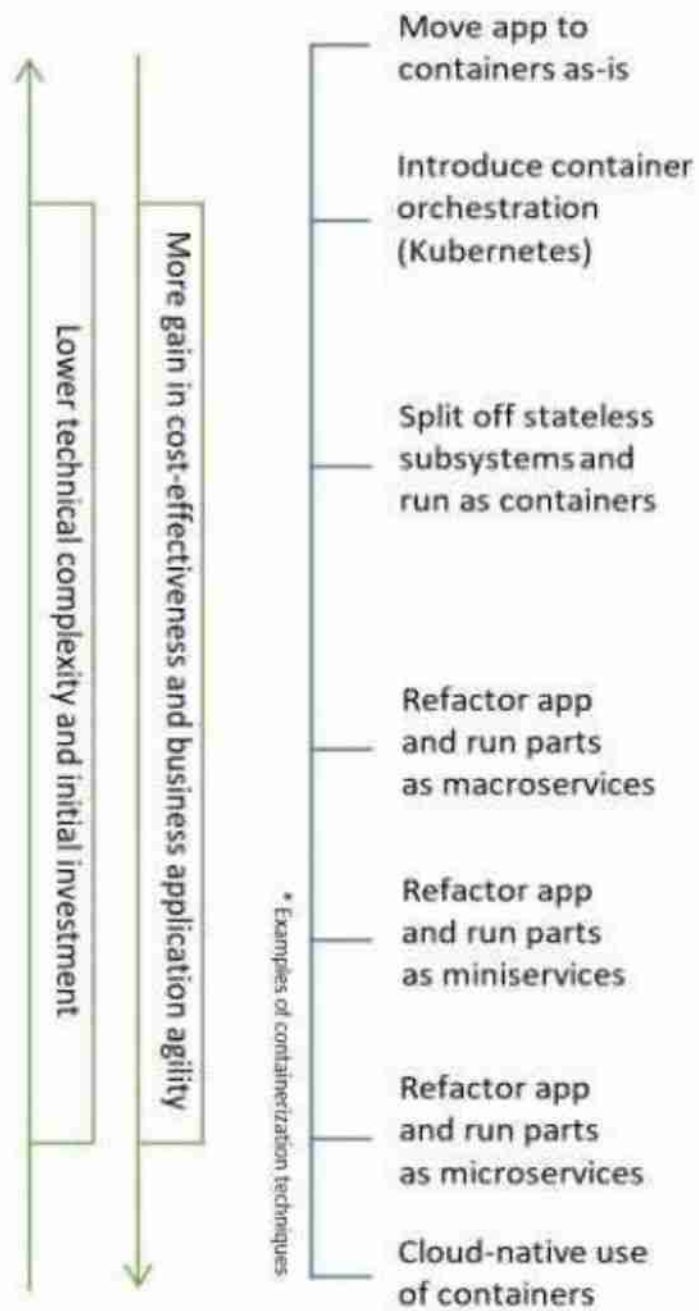 Move app to
containers as-is
Introduce container
orchestration
(Kubernetes)
Split off stateless
subsystems and
run as containers
Refactor app
and run parts
as macroservices
Refactor app
and run parts
as miniservices
Refactor app
and run parts
as microservices
Cloud-native use
of containers
* Examples of containerization techniques
More gain in cost-effectiveness and business application agility
Lower technical complexity and initial investment